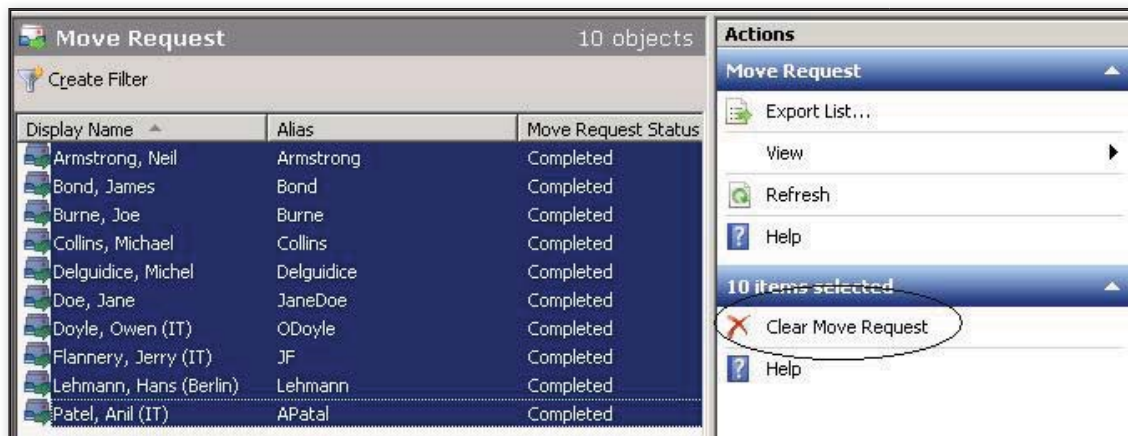 Move Request 10 objects
Create Filter
Display Name Alias Move Request Status
Armstrong, Neil Armstrong Completed
Bond, James Bond Completed
Burne, Joe Burne Completed
Collins, Michael Collins Completed
Delguidice, Michel Delguidice Completed
Doe, Jane JaneDoe Completed
Doyle, Owen (IT) ODoyle Completed
Flannery, Jerry (IT) JF Completed
Lehmann, Hans (Berlin) Lehmann Completed
Patel, Anil (IT) APatal Completed
Actions
Move Request
Export List...
View
Refresh
Help
10 items selected
Clear Move Request
Help